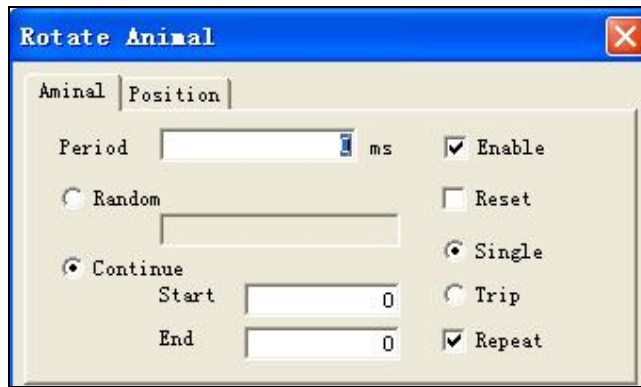 Rotate Animal
Aminal Position
Period ms Enable
Random Reset
Single
Continue
Start 0 Trip
End 0 Repeat